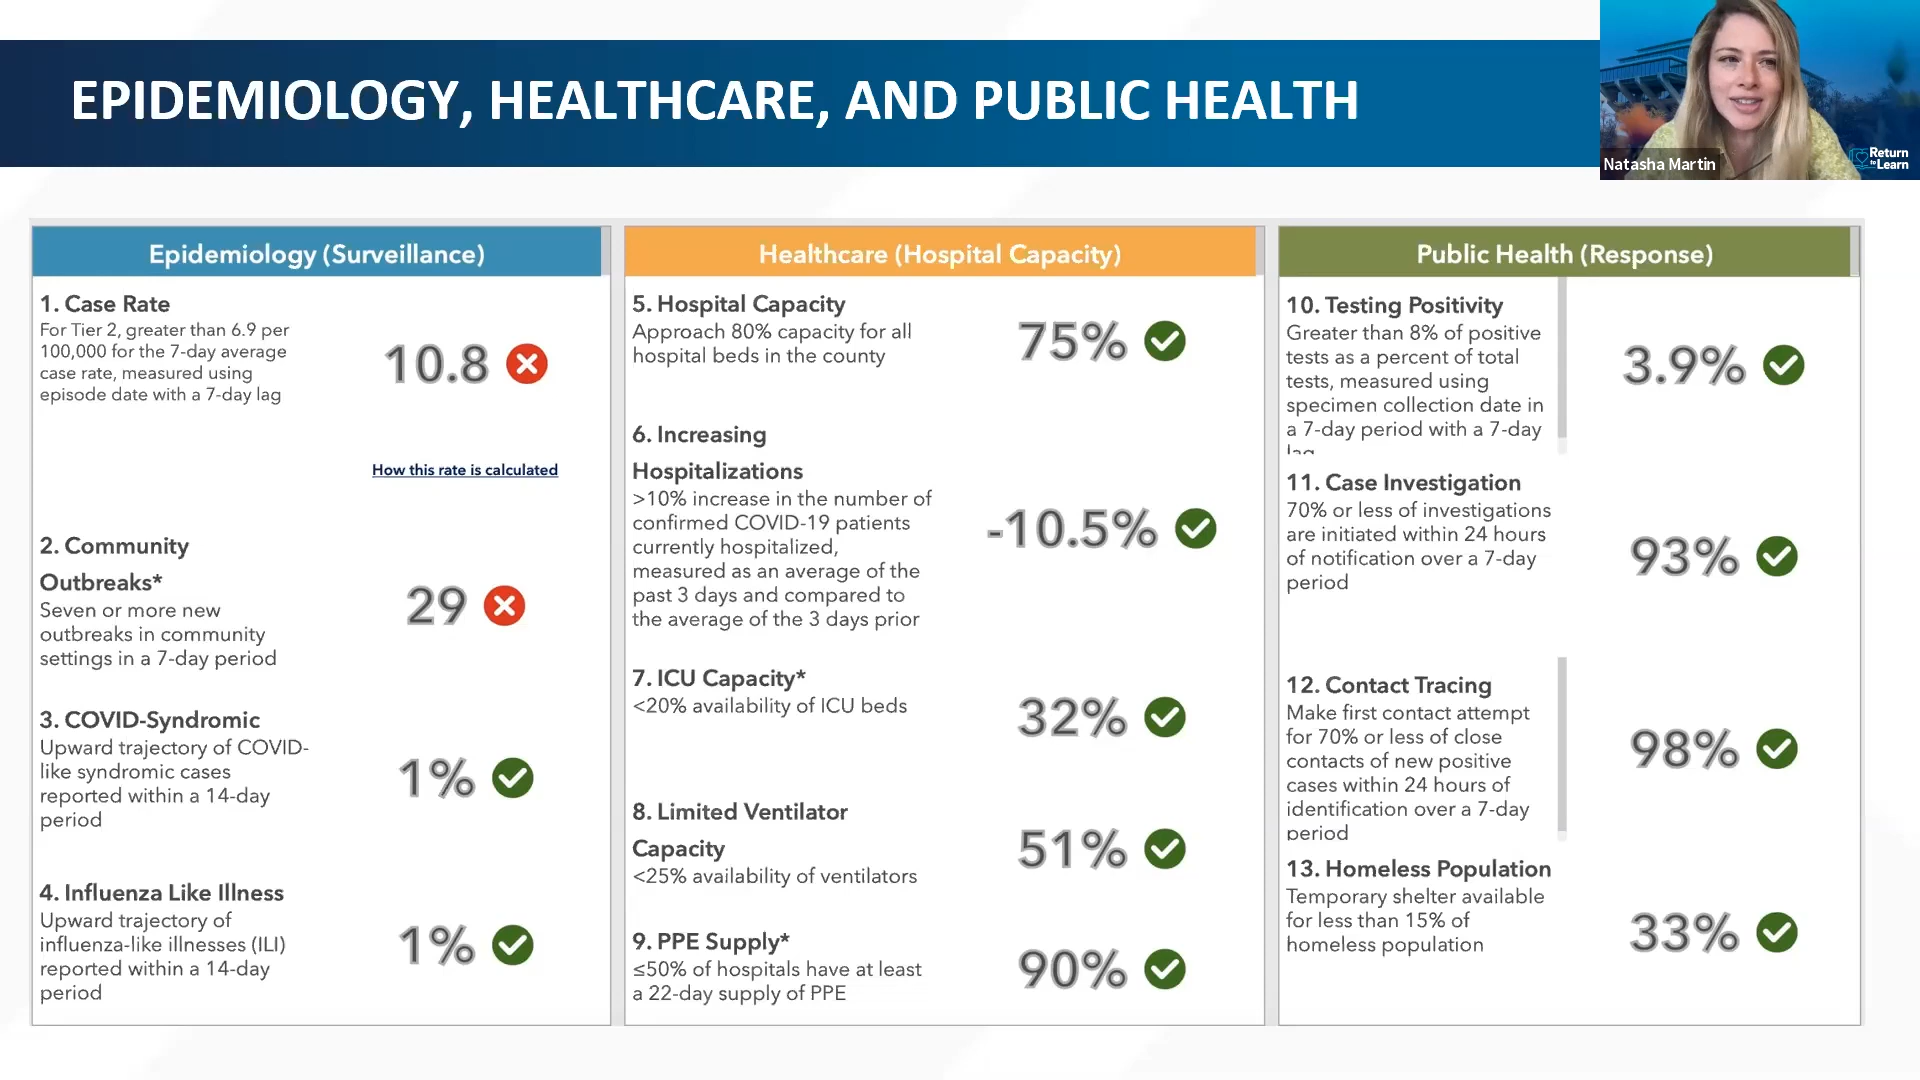 EPIDEMIOLOGY, HEALTHCARE, AND PUBLIC HEALTH
Natasha Martin
Return
to Learn
Epidemiology (Surveillance)
1. Case Rate
For Tier 2, greater than 6.9 per
100,000 for the 7-day average
case rate, measured using
episode date with a 7-day lag
10.8
How this rate is calculated
2. Community
Outbreaks*
Seven or more new
outbreaks in community
settings in a 7-day period
29
3. COVID-Syndromic
Upward trajectory of COVID-
like syndromic cases
reported within a 14-day
period
1%
4. Influenza Like Illness
Upward trajectory of
influenza-like illnesses (ILI)
reported within a 14-day
period
1%
Healthcare (Hospital Capacity)
5. Hospital Capacity
Approach 80% capacity for all
hospital beds in the county
75%
6. Increasing
Hospitalizations
>10% increase in the number of
confirmed COVID-19 patients
currently hospitalized,
measured as an average of the
past 3 days and compared to
the average of the 3 days prior
-10.5%
7. ICU Capacity*
<20% availability of ICU beds
32%
8. Limited Ventilator
Capacity
<25% availability of ventilators
51%
9. PPE Supply*
≤50% of hospitals have at least
a 22-day supply of PPE
90%
Public Health (Response)
10. Testing Positivity
Greater than 8% of positive
tests as a percent of total
tests, measured using
specimen collection date in
a 7-day period with a 7-day
lag
3.9%
11. Case Investigation
70% or less of investigations
are initiated within 24 hours
of notification over a 7-day
period
93%
12. Contact Tracing
Make first contact attempt
for 70% or less of close
contacts of new positive
cases within 24 hours of
identification over a 7-day
period
98%
13. Homeless Population
Temporary shelter available
for less than 15% of
homeless population
33%